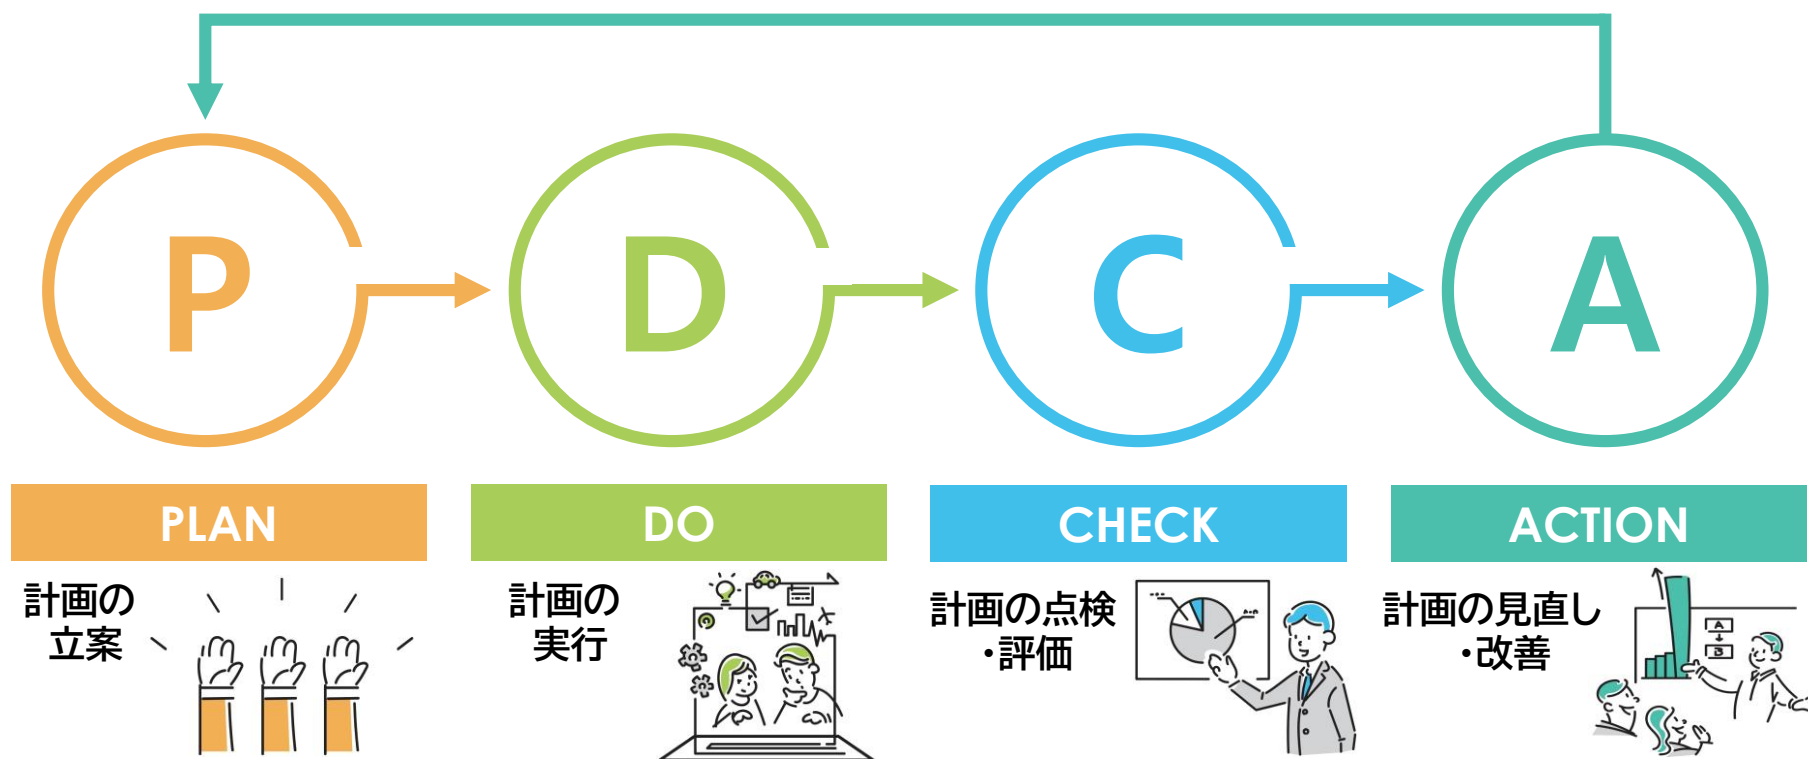 P
D
C
A
PLAN
DO
CHECK
ACTION
計画の
立案
計画の
実行
計画の点検
・評価
計画の見直し
・改善
A
B